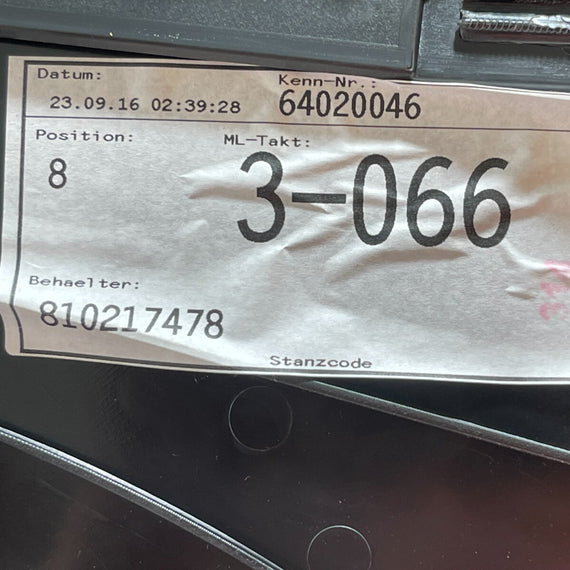 Datum: Kenn-Nr.:
23.09.16 02:39:28 64020046
Position: ML-Takt:
8 3-066
Behaelter:
810217478
Stanzcode